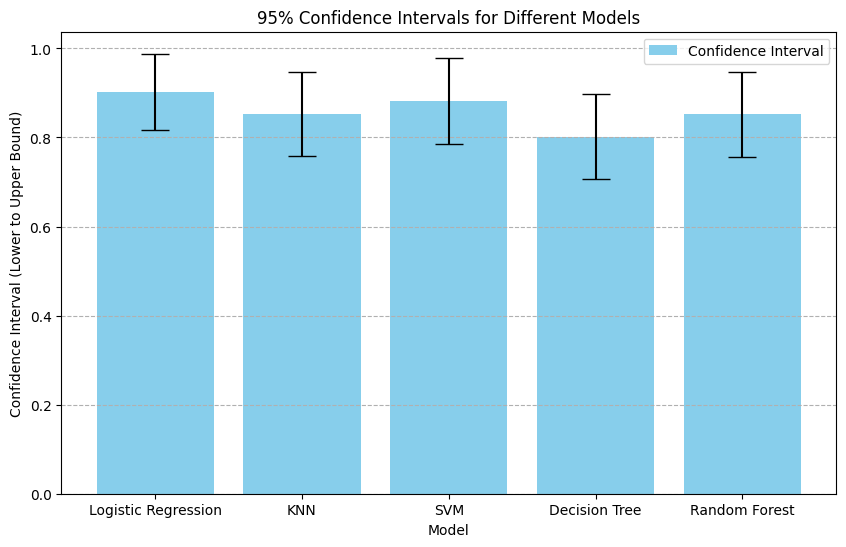 95% Confidence Intervals for Different Models
Confidence Interval
Confidence Interval (Lower to Upper Bound)
1.0
0.8
0.6
0.4
0.2
0.0
Logistic Regression
KNN
SVM
Decision Tree
Random Forest
Model